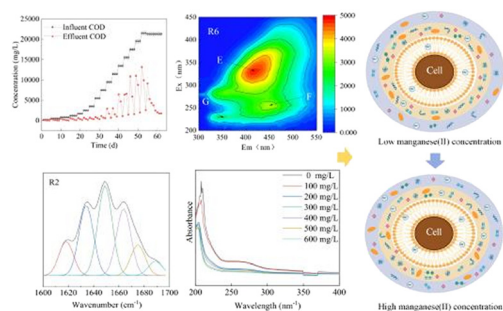 Influent COD
Effluent COD
Concentration (mg/L)
25000
20000
15000
10000
5000
0
0 10 20 30 40 50 60
Time (d)
R6
E
G
F
Ex (nm)
550
500
450
400
350
300
250
200
300 350 400 450 500 550
Em (nm)
5000
4000
3000
2000
1000
0.000
Cell
Low manganese(II) concentration
R2
1600 1620 1640 1660 1680 1700
Wavenumber (cm⁻¹)
Absorbance
0 mg/L
100 mg/L
200 mg/L
300 mg/L
400 mg/L
500 mg/L
600 mg/L
200 250 300 350 400
Wavelength (nm⁻¹)
Cell
High manganese(II) concentration